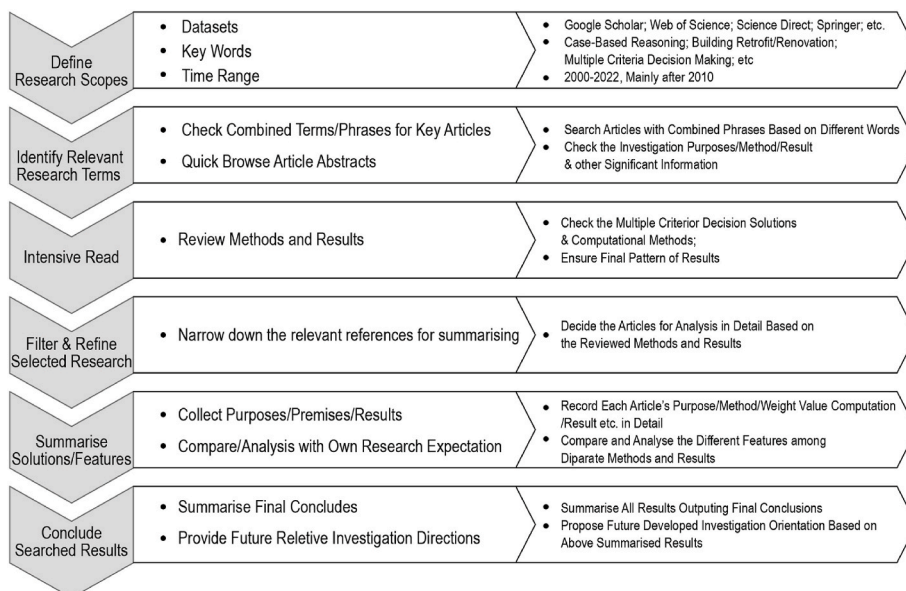 Define
Research Scopes
• Datasets
• Key Words
• Time Range
• Google Scholar; Web of Science; Science Direct; Springer; etc.
• Case-Based Reasoning; Building Retrofit/Renovation;
Multiple Criteria Decision Making; etc
• 2000-2022, Mainly after 2010
Identify Relevant
Research Terms
• Check Combined Terms/Phrases for Key Articles
• Quick Browse Article Abstracts
• Search Articles with Combined Phrases Based on Different Words
• Check the Investigation Purposes/Method/Result
& other Significant Information
Intensive Read
• Review Methods and Results
• Check the Multiple Criterior Decision Solutions
& Computational Methods;
• Ensure Final Pattern of Results
Filter & Refine
Selected Research
• Narrow down the relevant references for summarising
• Decide the Articles for Analysis in Detail Based on
the Reviewed Methods and Results
Summarise
Solutions/Features
• Collect Purposes/Premises/Results
• Compare/Analysis with Own Research Expectation
• Record Each Article's Purpose/Method/Weight Value Computation
/Result etc. in Detail
• Compare and Analyse the Different Features among
Diparate Methods and Results
Conclude
Searched Results
• Summarise Final Concludes
• Provide Future Reletive Investigation Directions
• Summarise All Results Outputing Final Conclusions
• Propose Future Developed Investigation Orientation Based on
Above Summarised Results